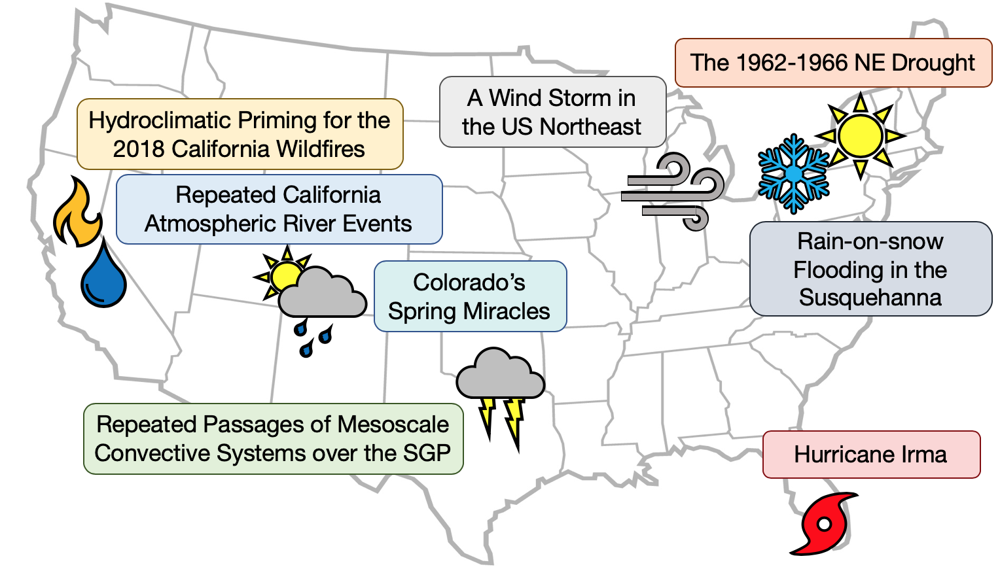 The 1962-1966 NE Drought
A Wind Storm in
the US Northeast
Hydroclimatic Priming for the
2018 California Wildfires
Repeated California
Atmospheric River Events
Rain-on-snow
Flooding in the
Susquehanna
Colorado’s
Spring Miracles
Repeated Passages of Mesoscale
Convective Systems over the SGP
Hurricane Irma